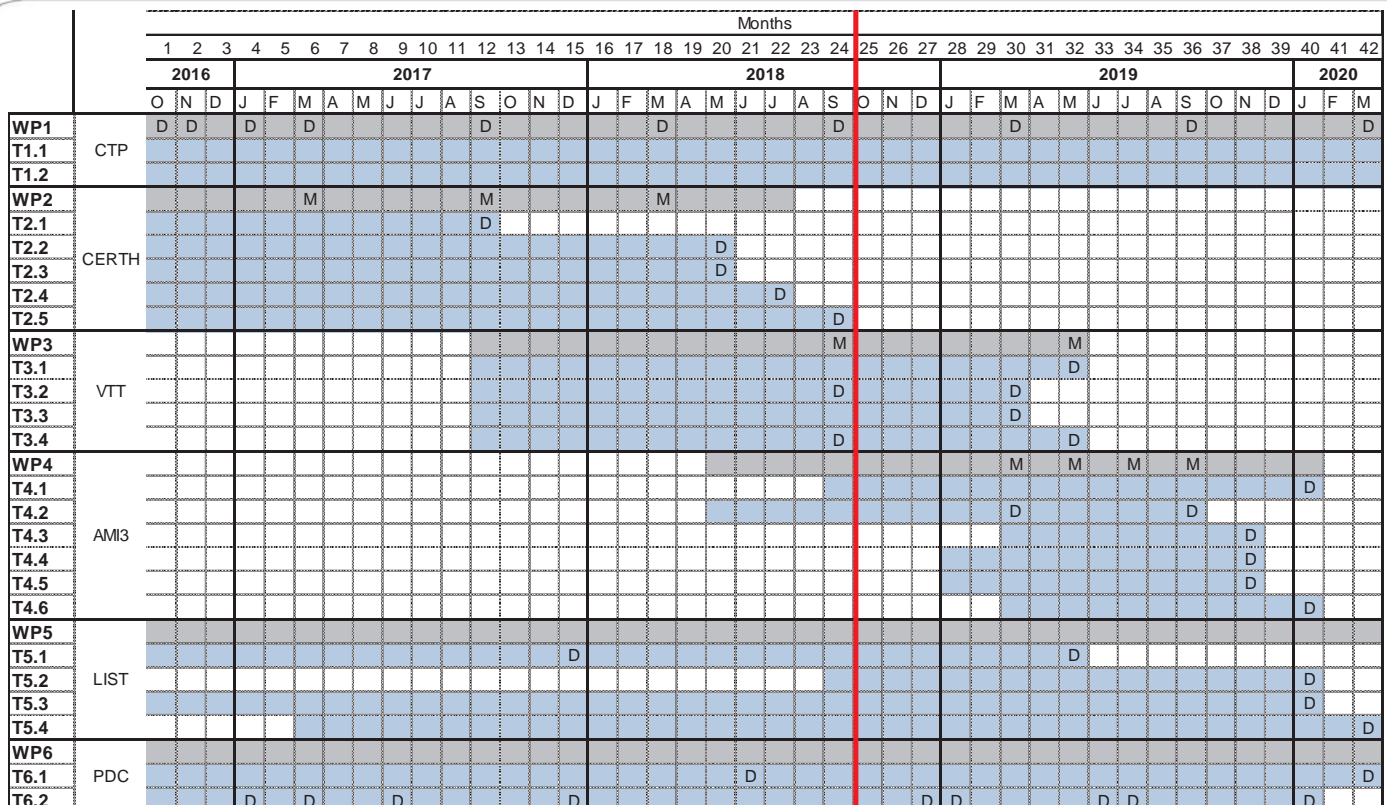 Months
1 2 3 4 5 6 7 8 9 10 11 12 13 14 15 16 17 18 19 20 21 22 23 24 25 26 27 28 29 30 31 32 33 34 35 36 37 38 39 40 41 42
2016 2017 2018 2019 2020
O N D J F M A M J J A S O N D J F M A M J J A S O N D J F M A M J J A S O N D J F M
WP1 D D D D D D D D D D
T1.1 CTP
T1.2
WP2 M M M
T2.1 D
T2.2 D
CERTH
T2.3 D
T2.4 D
T2.5 D
WP3 M M
T3.1 D
T3.2 VTT D D
T3.3 D
T3.4 D D
WP4 M M M M
T4.1 D
T4.2 D D
T4.3 AMI3 D
T4.4 D
T4.5 D
T4.6 D
WP5
T5.1 D D
T5.2 LIST D
T5.3 D
T5.4 D
WP6
T6.1 PDC D D
T6.2 D D D D D D D D D